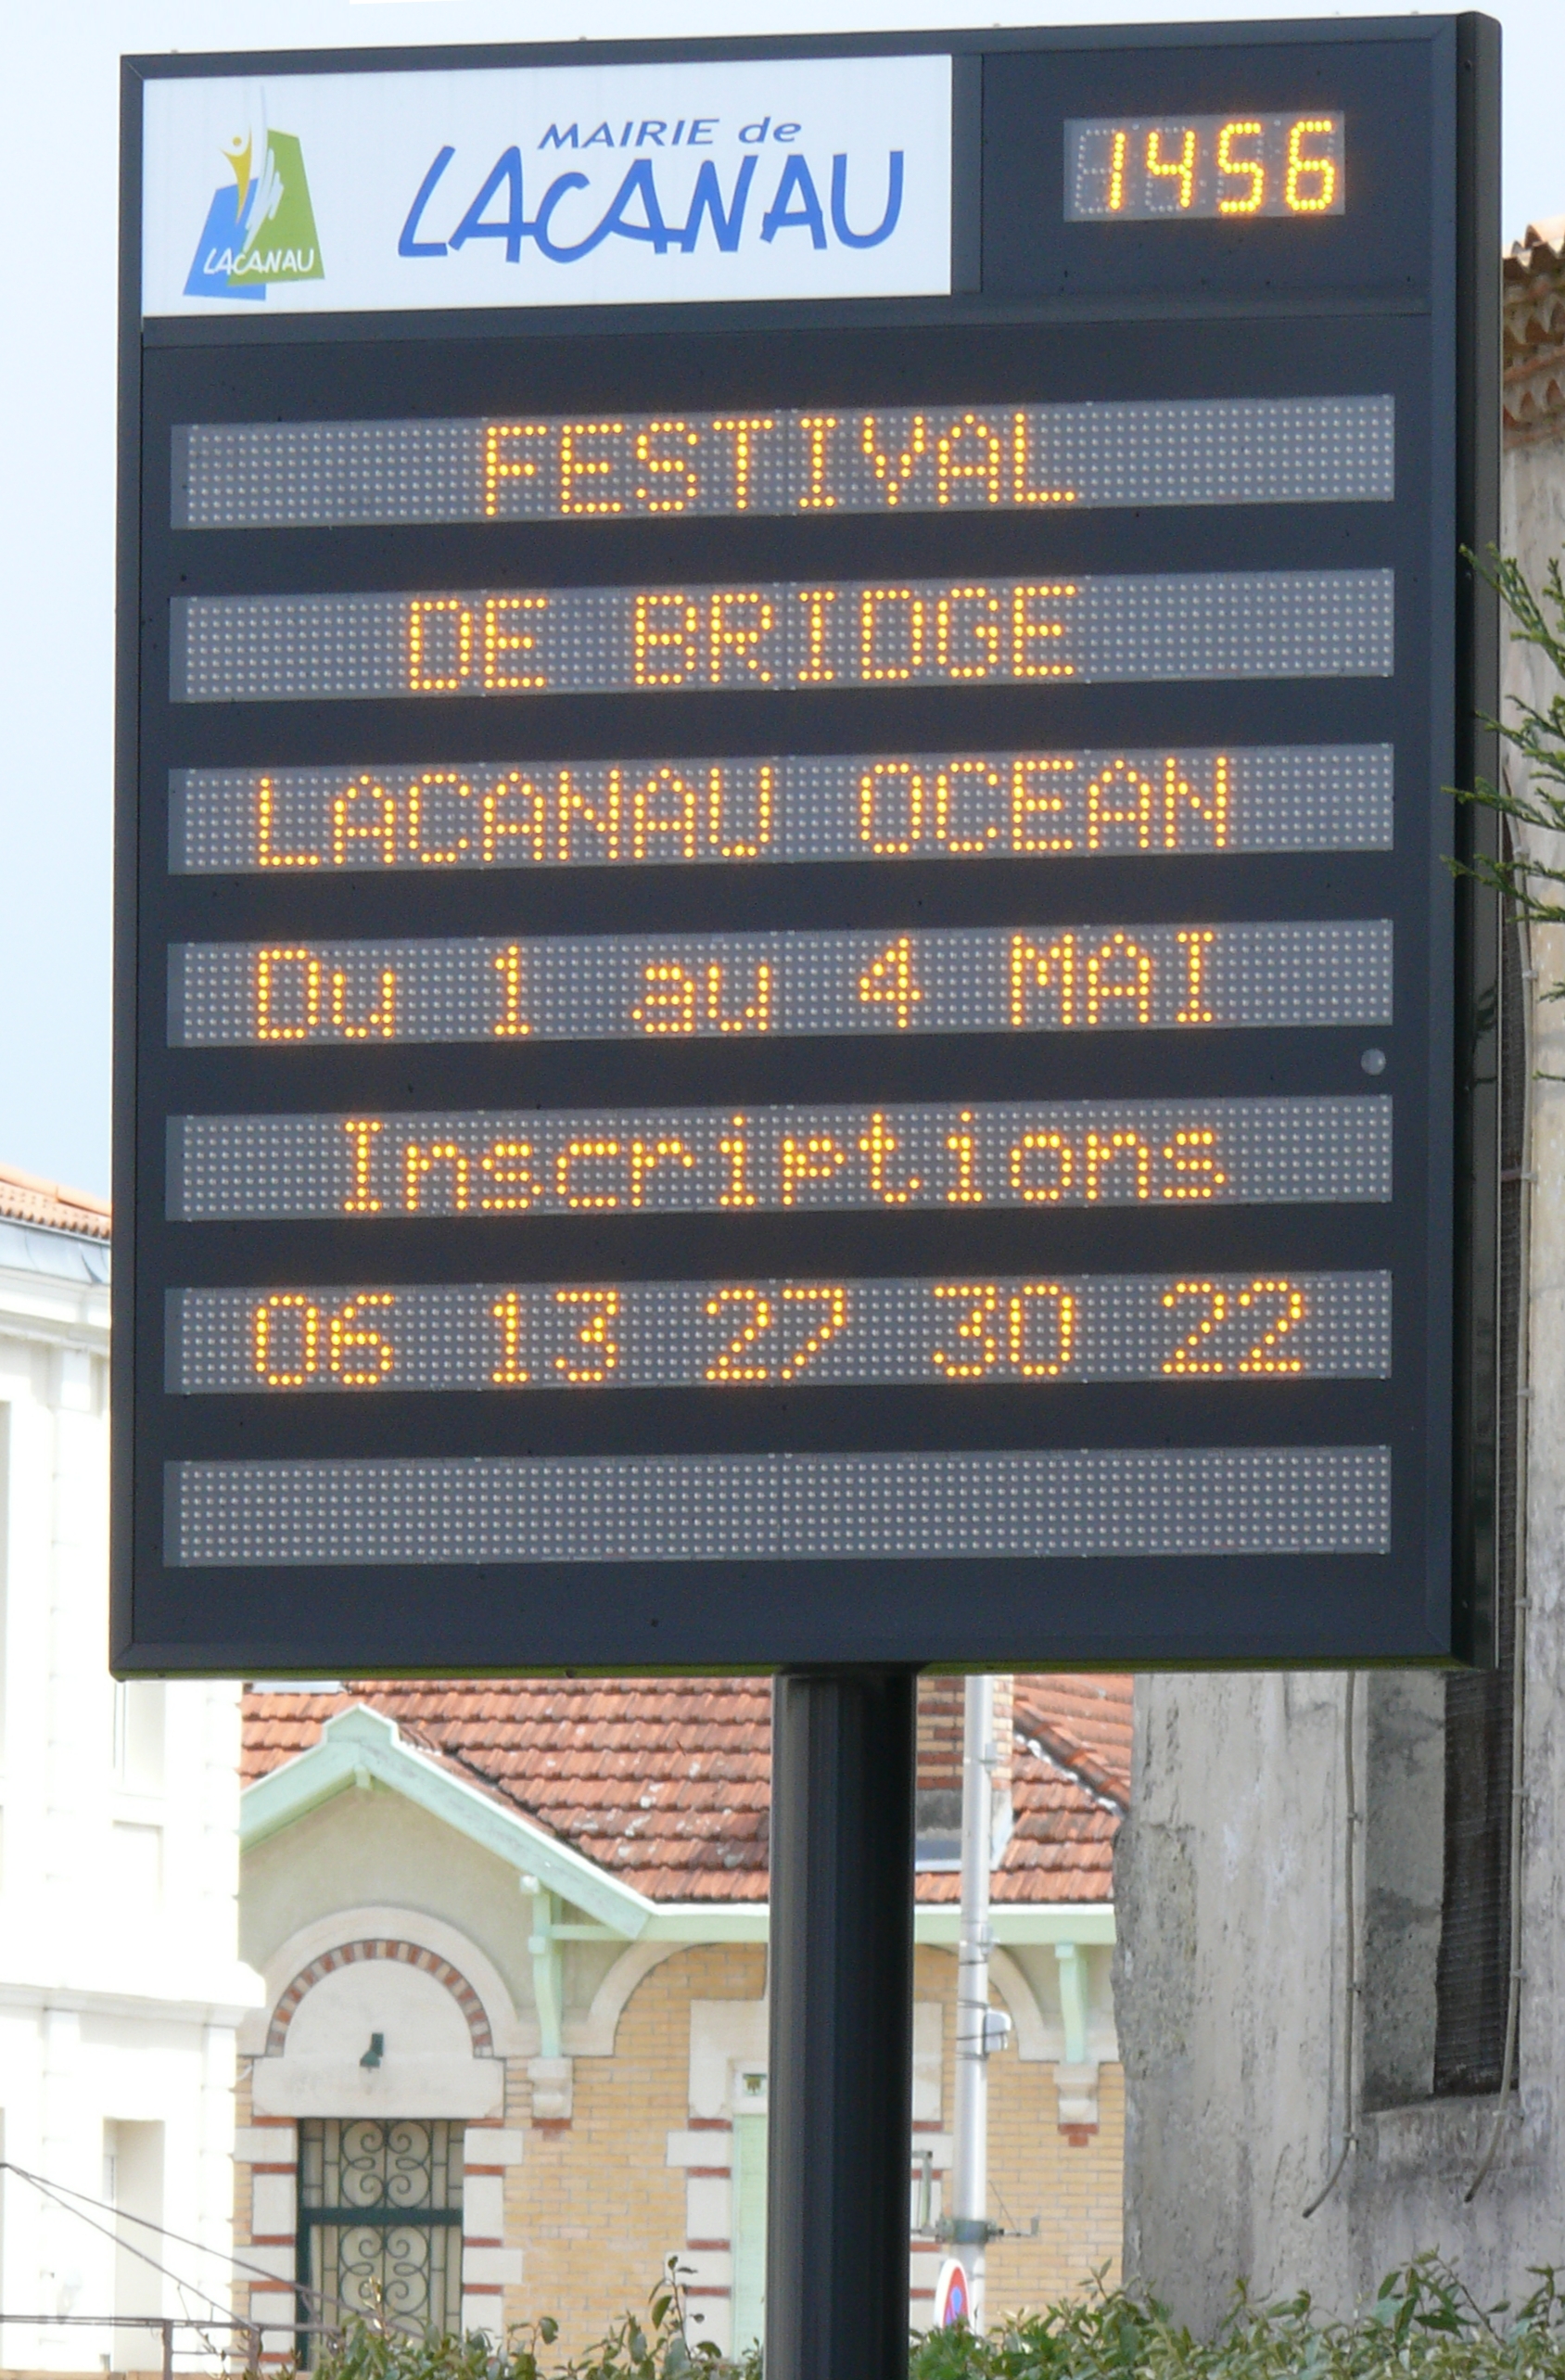 MAIRIE de
LACANAU
LACANAU
1456
FESTIVAL
DE BRIDGE
LACANAU OCEAN
Du 1 au 4 MAI
Inscriptions
06 13 27 30 22